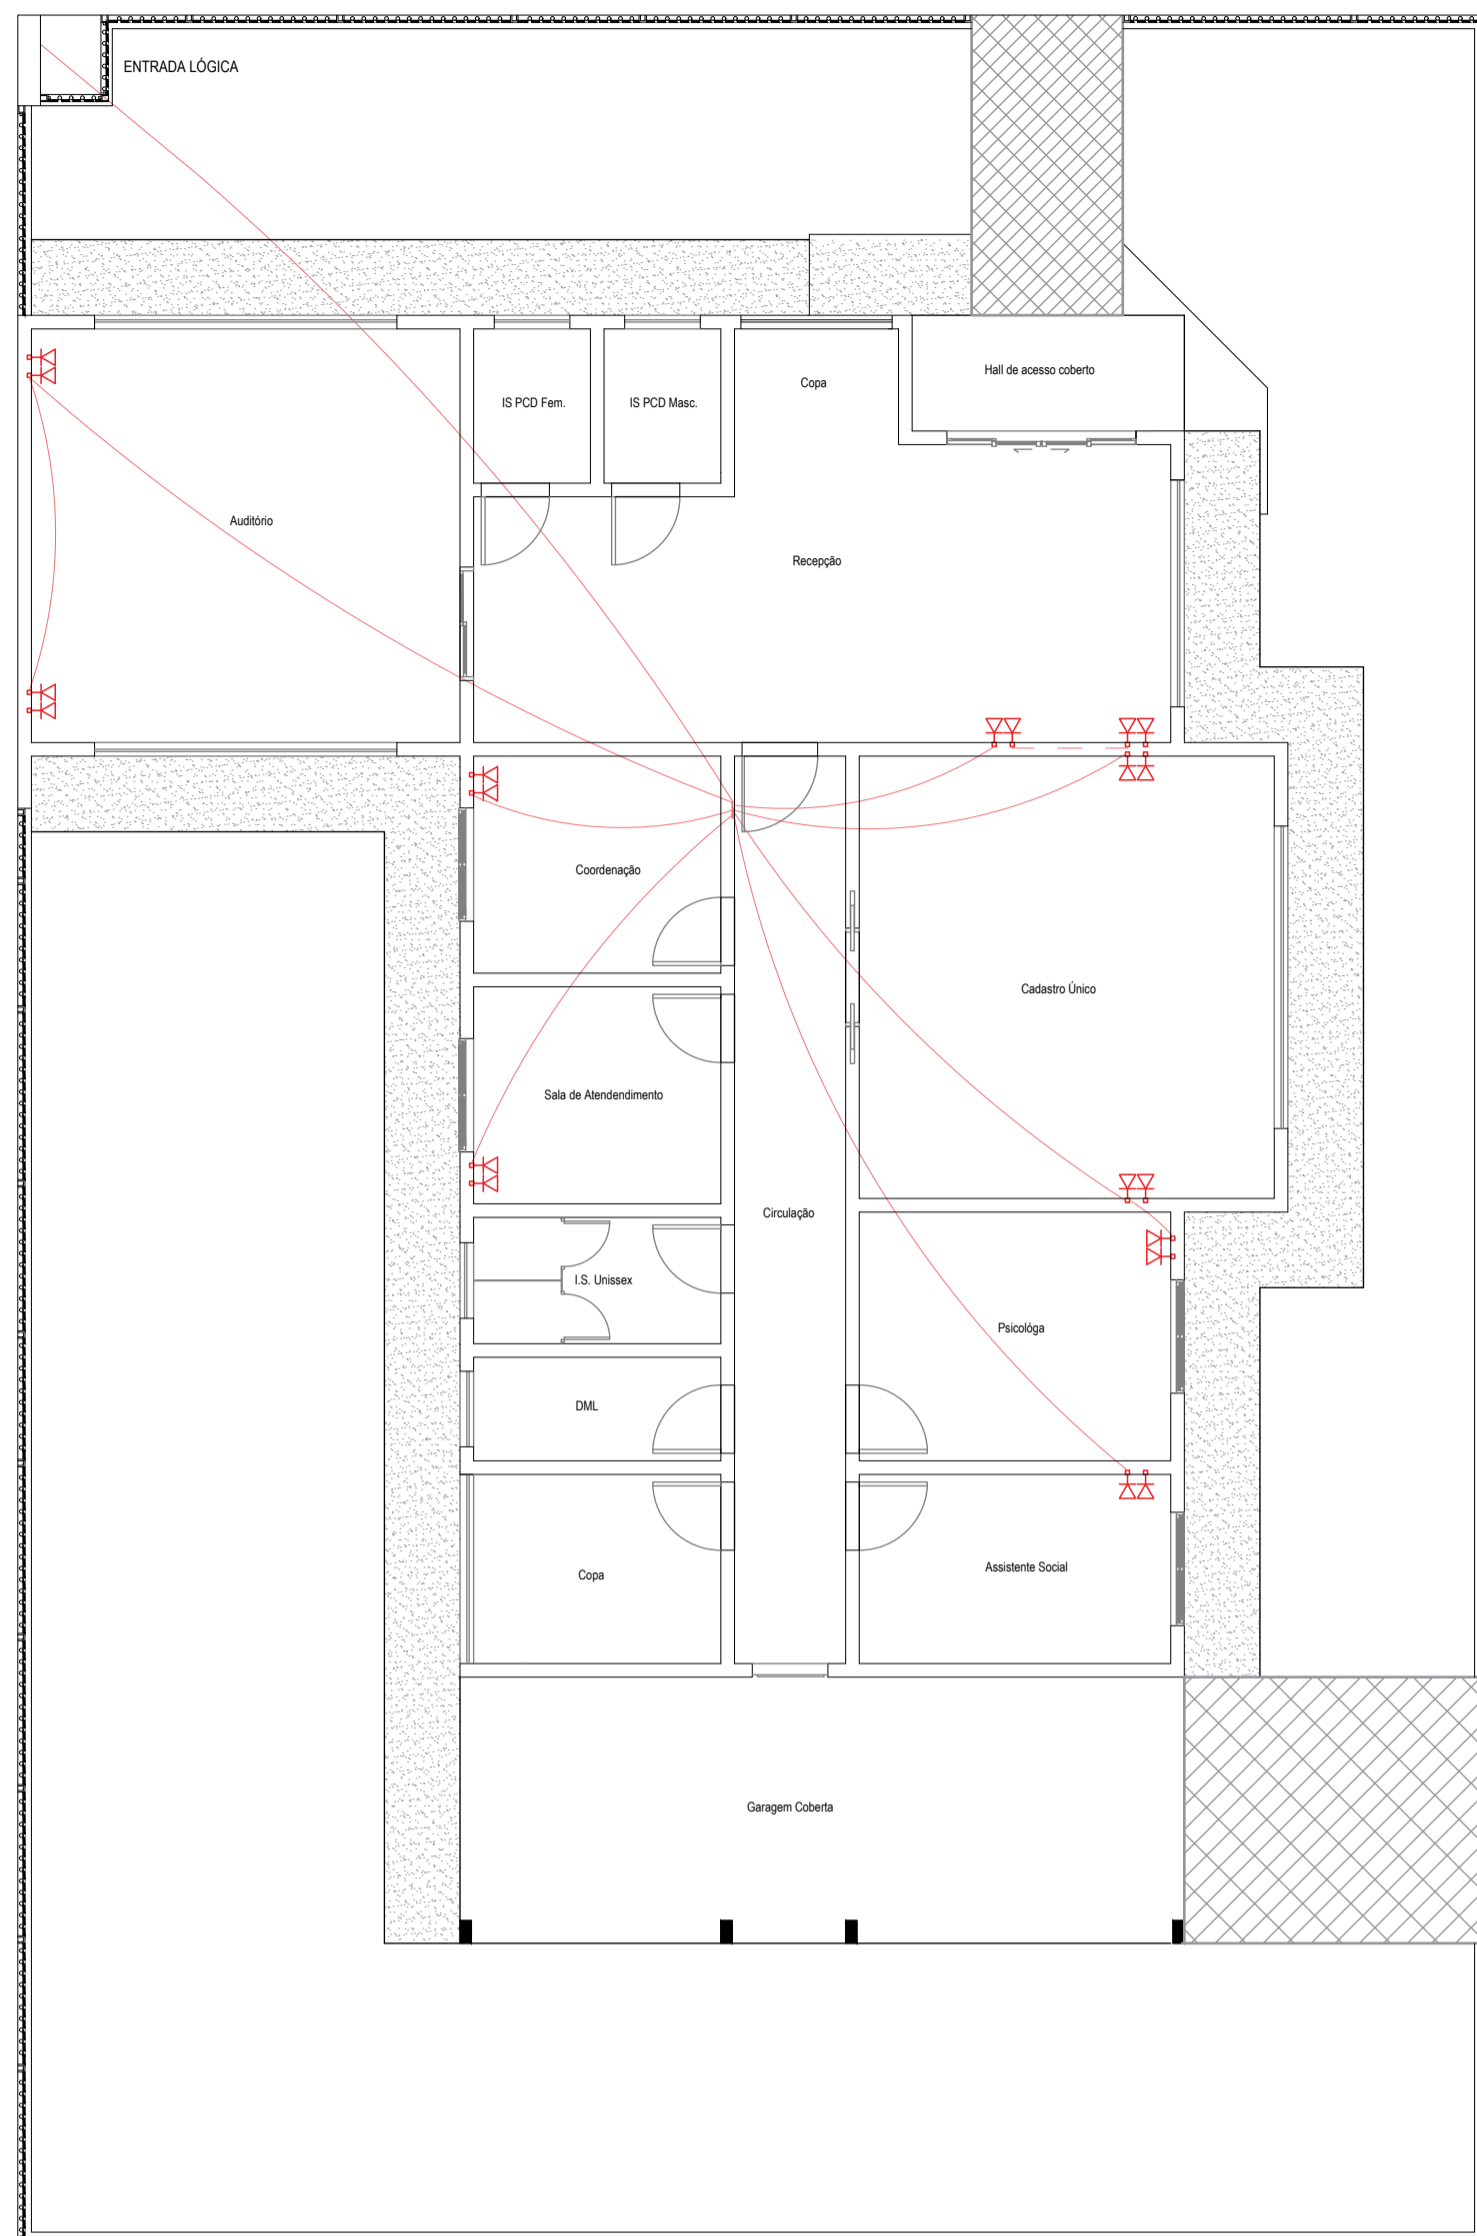 ENTRADA LÓGICA
Hall de acesso coberto
Copa
IS PCD Fem.
IS PCD Masc.
Auditório
Recepção
Coordenação
Cadastro Único
Sala de Atendendimento
Circulação
I.S. Unissex
Psicológa
DML
Assistente Social
Copa
Garagem Coberta